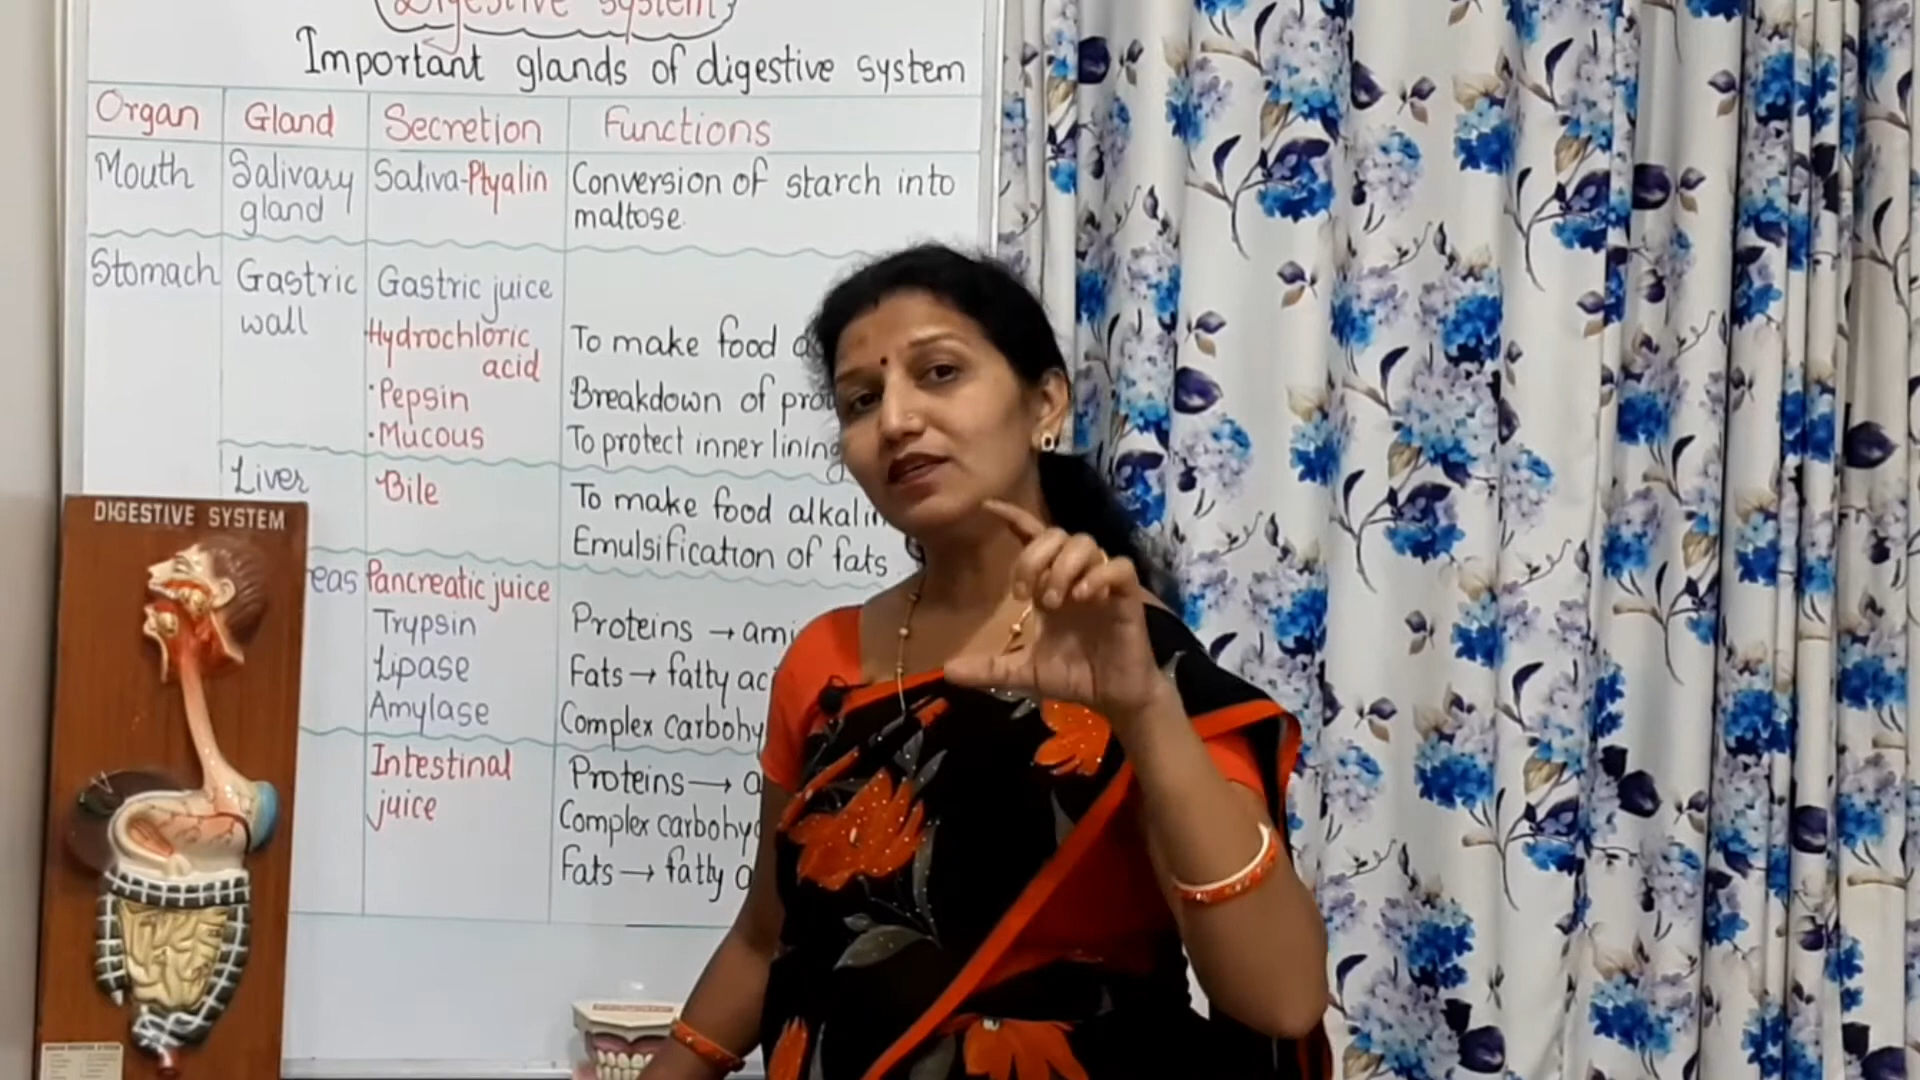 Digestive system
Important glands of digestive system
Organ Gland Secretion Functions
Mouth Salivary gland Saliva-Ptyalin Conversion of starch into maltose.
Stomach Gastric wall Gastric juice
Hydrochloric acid To make food
·Pepsin Breakdown of
·Mucous To protect inner lining
Liver ·Bile To make food
Emulsification of fats
Pancreatic juice
Trypsin Proteins →
Lipase Fats → fatty
Amylase Complex
Intestinal juice Proteins →
Complex
Fats → fatty
DIGESTIVE SYSTEM